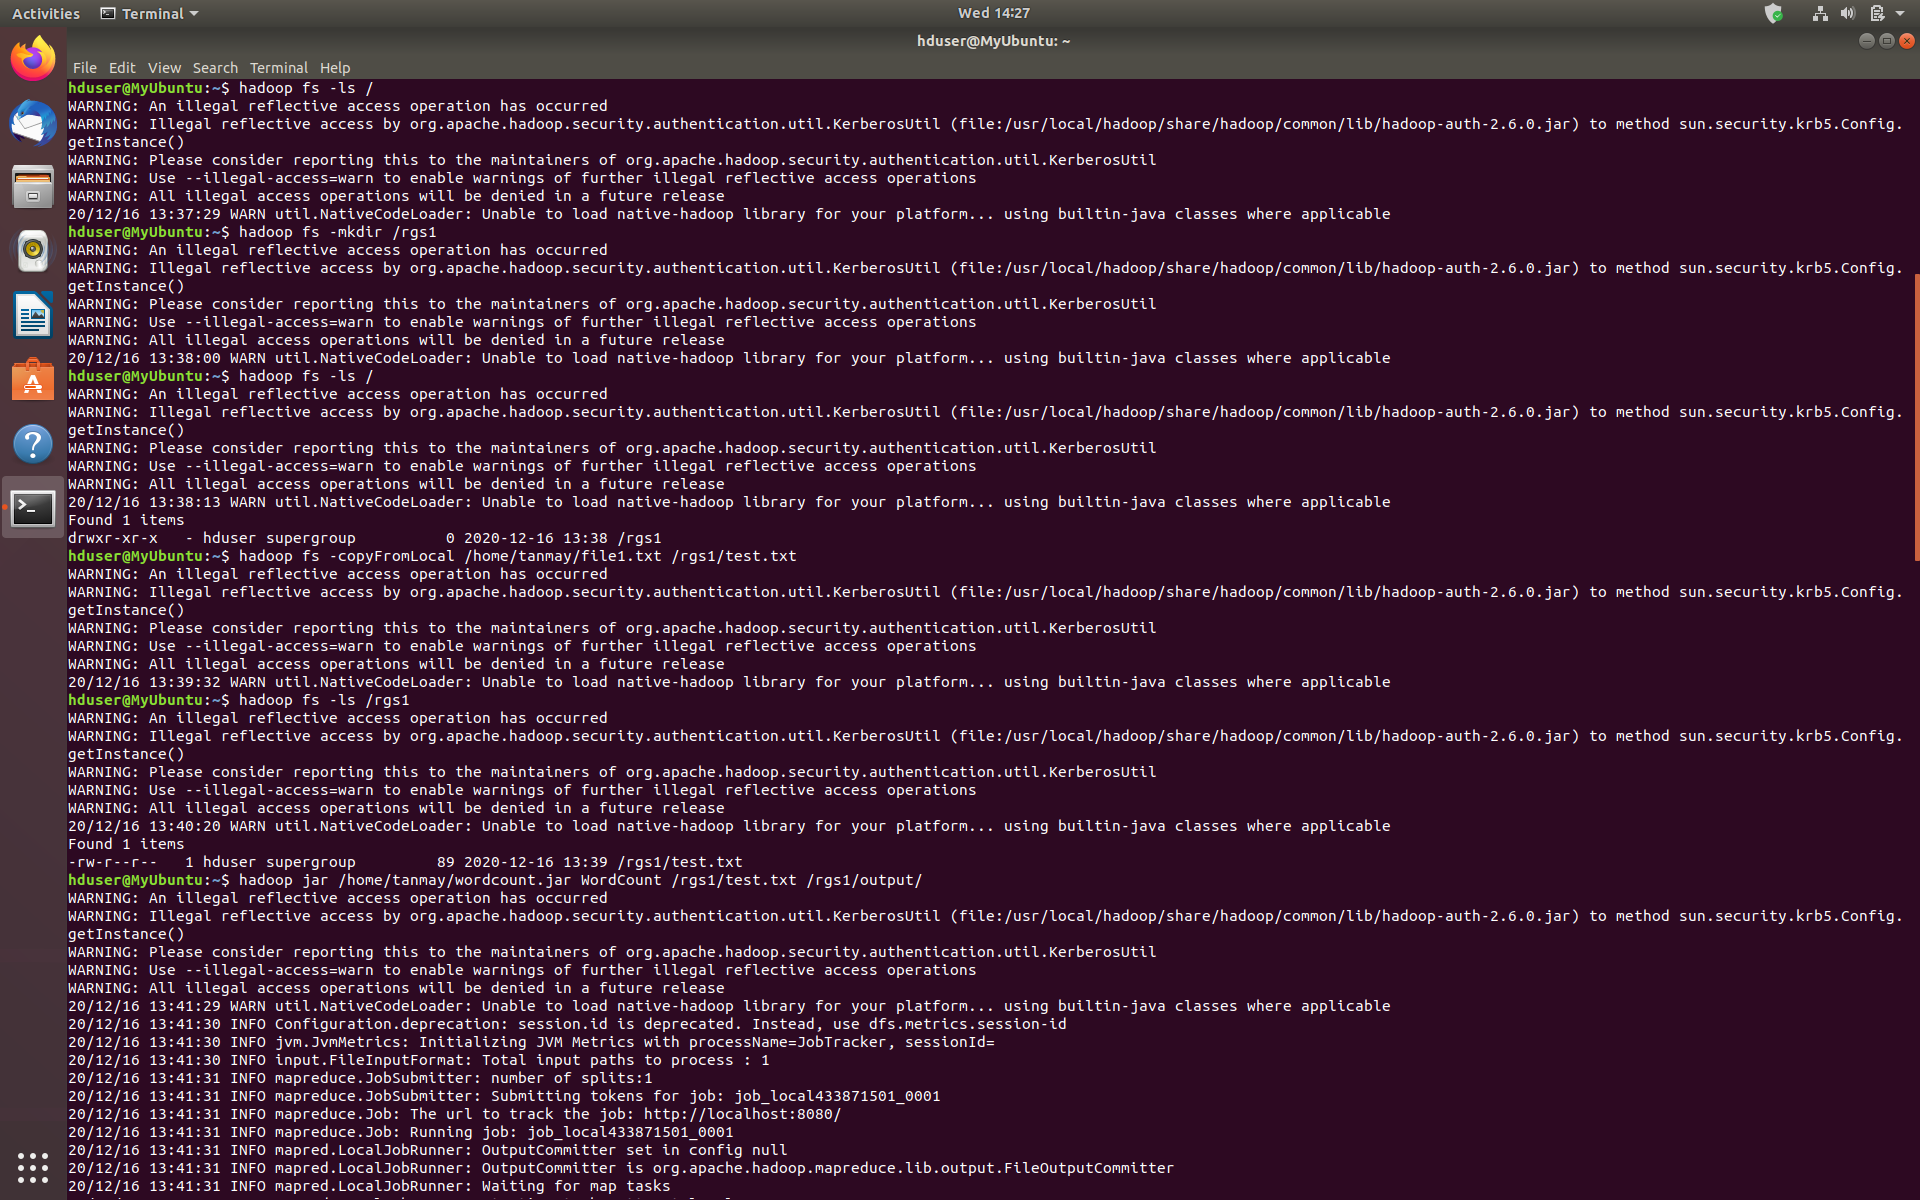 Activities Terminal Wed 14:27
hduser@MyUbuntu: ~
File Edit View Search Terminal Help
hduser@MyUbuntu:~$ hadoop fs -ls /
WARNING: An illegal reflective access operation has occurred
WARNING: Illegal reflective access by org.apache.hadoop.security.authentication.util.KerberosUtil (file:/usr/local/hadoop/share/hadoop/common/lib/hadoop-auth-2.6.0.jar) to method sun.security.krb5.Config.
getInstance()
WARNING: Please consider reporting this to the maintainers of org.apache.hadoop.security.authentication.util.KerberosUtil
WARNING: Use --illegal-access=warn to enable warnings of further illegal reflective access operations
WARNING: All illegal access operations will be denied in a future release
20/12/16 13:37:29 WARN util.NativeCodeLoader: Unable to load native-hadoop library for your platform... using builtin-java classes where applicable
hduser@MyUbuntu:~$ hadoop fs -mkdir /rgs1
WARNING: An illegal reflective access operation has occurred
WARNING: Illegal reflective access by org.apache.hadoop.security.authentication.util.KerberosUtil (file:/usr/local/hadoop/share/hadoop/common/lib/hadoop-auth-2.6.0.jar) to method sun.security.krb5.Config.
getInstance()
WARNING: Please consider reporting this to the maintainers of org.apache.hadoop.security.authentication.util.KerberosUtil
WARNING: Use --illegal-access=warn to enable warnings of further illegal reflective access operations
WARNING: All illegal access operations will be denied in a future release
20/12/16 13:38:00 WARN util.NativeCodeLoader: Unable to load native-hadoop library for your platform... using builtin-java classes where applicable
hduser@MyUbuntu:~$ hadoop fs -ls /
WARNING: An illegal reflective access operation has occurred
WARNING: Illegal reflective access by org.apache.hadoop.security.authentication.util.KerberosUtil (file:/usr/local/hadoop/share/hadoop/common/lib/hadoop-auth-2.6.0.jar) to method sun.security.krb5.Config.
getInstance()
WARNING: Please consider reporting this to the maintainers of org.apache.hadoop.security.authentication.util.KerberosUtil
WARNING: Use --illegal-access=warn to enable warnings of further illegal reflective access operations
WARNING: All illegal access operations will be denied in a future release
20/12/16 13:38:13 WARN util.NativeCodeLoader: Unable to load native-hadoop library for your platform... using builtin-java classes where applicable
Found 1 items
drwxr-xr-x   - hduser supergroup          0 2020-12-16 13:38 /rgs1
hduser@MyUbuntu:~$ hadoop fs -copyFromLocal /home/tanmay/file1.txt /rgs1/test.txt
WARNING: An illegal reflective access operation has occurred
WARNING: Illegal reflective access by org.apache.hadoop.security.authentication.util.KerberosUtil (file:/usr/local/hadoop/share/hadoop/common/lib/hadoop-auth-2.6.0.jar) to method sun.security.krb5.Config.
getInstance()
WARNING: Please consider reporting this to the maintainers of org.apache.hadoop.security.authentication.util.KerberosUtil
WARNING: Use --illegal-access=warn to enable warnings of further illegal reflective access operations
WARNING: All illegal access operations will be denied in a future release
20/12/16 13:39:32 WARN util.NativeCodeLoader: Unable to load native-hadoop library for your platform... using builtin-java classes where applicable
hduser@MyUbuntu:~$ hadoop fs -ls /rgs1
WARNING: An illegal reflective access operation has occurred
WARNING: Illegal reflective access by org.apache.hadoop.security.authentication.util.KerberosUtil (file:/usr/local/hadoop/share/hadoop/common/lib/hadoop-auth-2.6.0.jar) to method sun.security.krb5.Config.
getInstance()
WARNING: Please consider reporting this to the maintainers of org.apache.hadoop.security.authentication.util.KerberosUtil
WARNING: Use --illegal-access=warn to enable warnings of further illegal reflective access operations
WARNING: All illegal access operations will be denied in a future release
20/12/16 13:40:20 WARN util.NativeCodeLoader: Unable to load native-hadoop library for your platform... using builtin-java classes where applicable
Found 1 items
-rw-r--r--   1 hduser supergroup         89 2020-12-16 13:39 /rgs1/test.txt
hduser@MyUbuntu:~$ hadoop jar /home/tanmay/wordcount.jar WordCount /rgs1/test.txt /rgs1/output/
WARNING: An illegal reflective access operation has occurred
WARNING: Illegal reflective access by org.apache.hadoop.security.authentication.util.KerberosUtil (file:/usr/local/hadoop/share/hadoop/common/lib/hadoop-auth-2.6.0.jar) to method sun.security.krb5.Config.
getInstance()
WARNING: Please consider reporting this to the maintainers of org.apache.hadoop.security.authentication.util.KerberosUtil
WARNING: Use --illegal-access=warn to enable warnings of further illegal reflective access operations
WARNING: All illegal access operations will be denied in a future release
20/12/16 13:41:29 WARN util.NativeCodeLoader: Unable to load native-hadoop library for your platform... using builtin-java classes where applicable
20/12/16 13:41:30 INFO Configuration.deprecation: session.id is deprecated. Instead, use dfs.metrics.session-id
20/12/16 13:41:30 INFO jvm.JvmMetrics: Initializing JVM Metrics with processName=JobTracker, sessionId=
20/12/16 13:41:30 INFO input.FileInputFormat: Total input paths to process : 1
20/12/16 13:41:31 INFO mapreduce.JobSubmitter: number of splits:1
20/12/16 13:41:31 INFO mapreduce.JobSubmitter: Submitting tokens for job: job_local433871501_0001
20/12/16 13:41:31 INFO mapreduce.Job: The url to track the job: http://localhost:8080/
20/12/16 13:41:31 INFO mapreduce.Job: Running job: job_local433871501_0001
20/12/16 13:41:31 INFO mapred.LocalJobRunner: OutputCommitter set in config null
20/12/16 13:41:31 INFO mapred.LocalJobRunner: OutputCommitter is org.apache.hadoop.mapreduce.lib.output.FileOutputCommitter
20/12/16 13:41:31 INFO mapred.LocalJobRunner: Waiting for map tasks